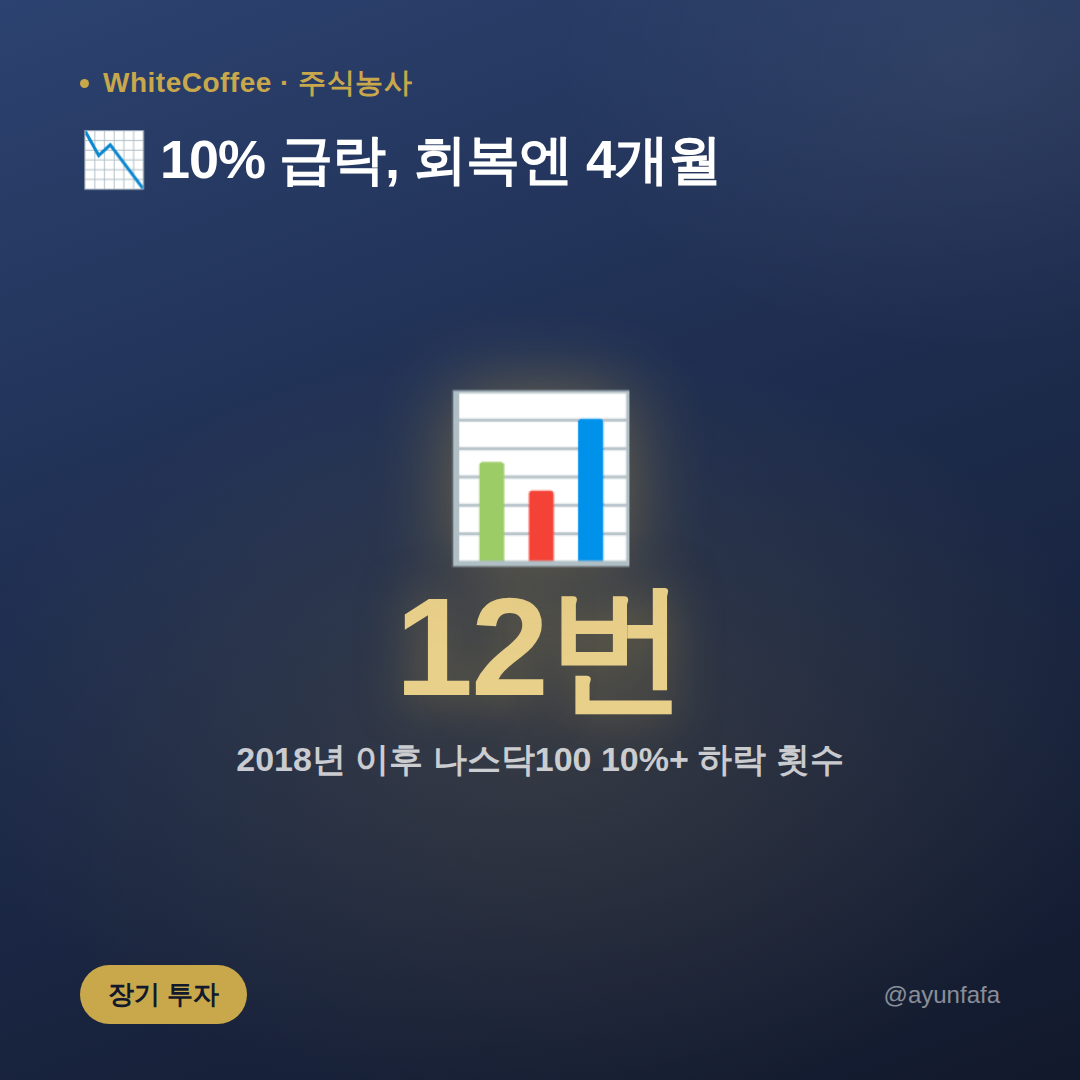 • WhiteCoffee · 주식농사
📉 10% 급락, 회복엔 4개월
12번
2018년 이후 나스닥100 10%+ 하락 횟수
장기 투자
@ayunfafa